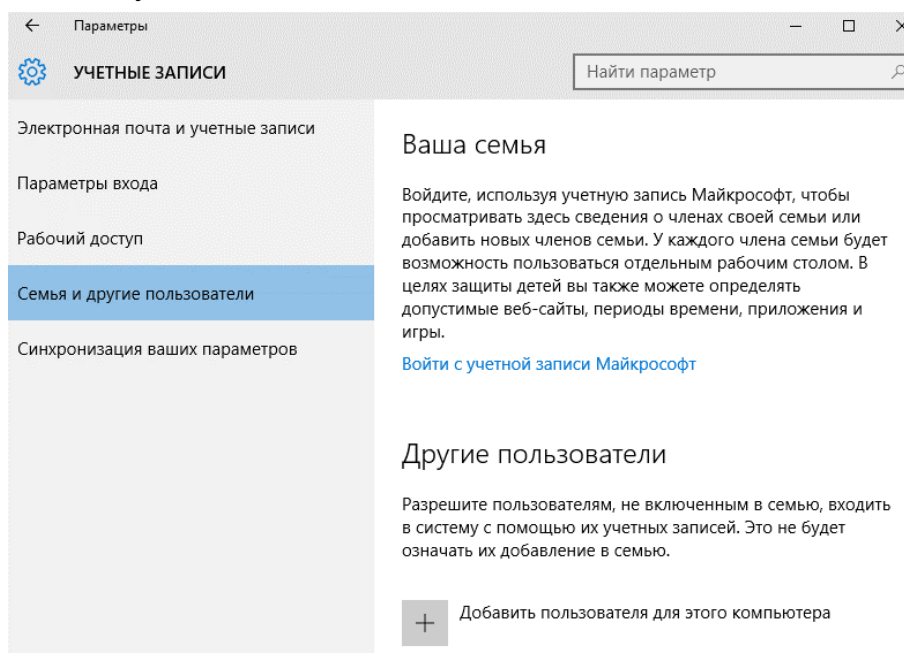 Параметры
УЧЕТНЫЕ ЗАПИСИ
Найти параметр
Электронная почта и учетные записи
Параметры входа
Рабочий доступ
Семья и другие пользователи
Синхронизация ваших параметров
Ваша семья
Войдите, используя учетную запись Майкрософт, чтобы
просматривать здесь сведения о членах своей семьи или
добавить новых членов семьи. У каждого члена семьи будет
возможность пользоваться отдельным рабочим столом. В
целях защиты детей вы также можете определять
допустимые веб-сайты, периоды времени, приложения и
игры.
Войти с учетной записи Майкрософт
Другие пользователи
Разрешите пользователям, не включенным в семью, входить
в систему с помощью их учетных записей. Это не будет
означать их добавление в семью.
Добавить пользователя для этого компьютера